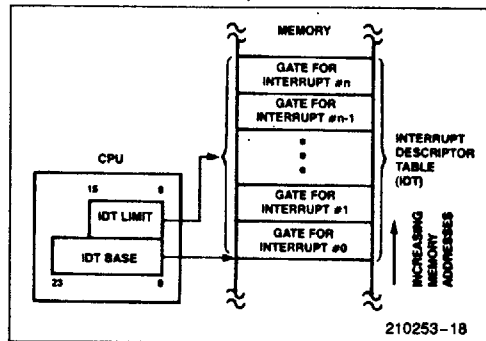 MEMORY
GATE FOR
INTERRUPT #n
GATE FOR
INTERRUPT #n-1
GATE FOR
INTERRUPT #1
GATE FOR
INTERRUPT #0
INTERRUPT
DESCRIPTOR
TABLE
(IDT)
CPU
15 0
IDT LIMIT
IDT BASE
23 0
INCREASING
MEMORY
ADDRESSES
210253-18